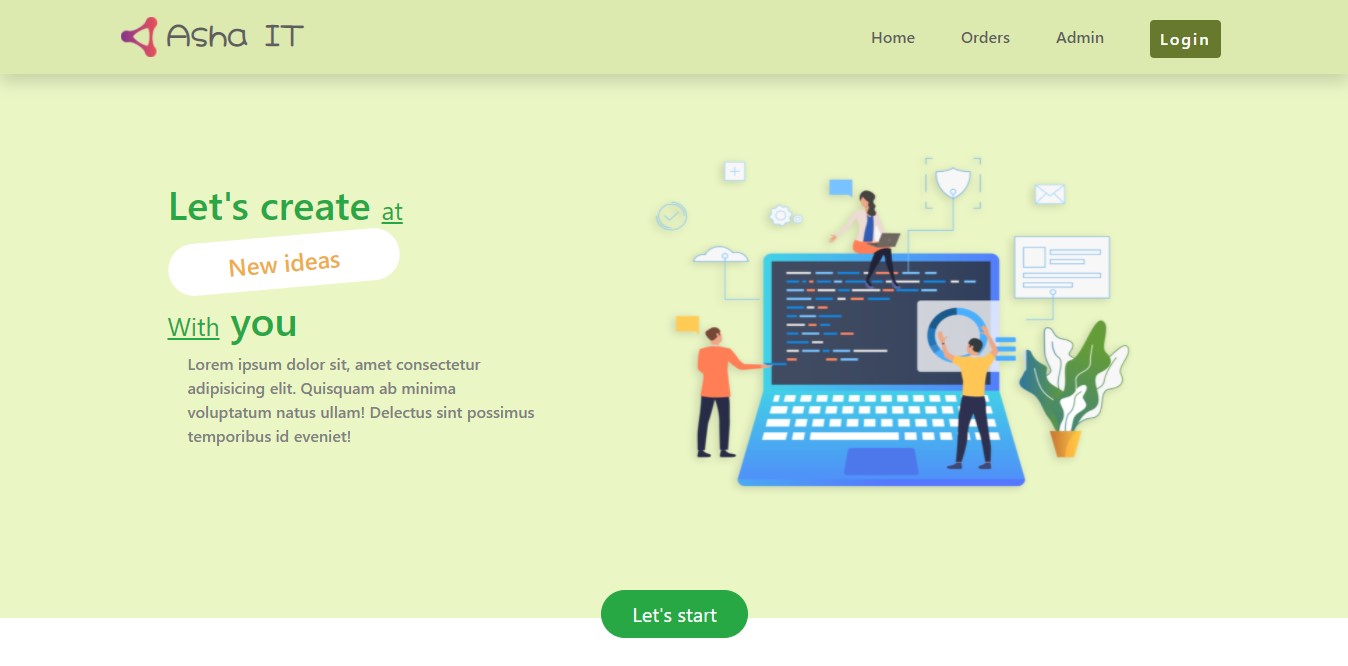 Asha IT
Home Orders Admin Login
Let's create at
New ideas
With you
Lorem ipsum dolor sit, amet consectetur
adipisicing elit. Quisquam ab minima
voluptatum natus ullam! Delectus sint possimus
temporibus id eveniet!
Let's start